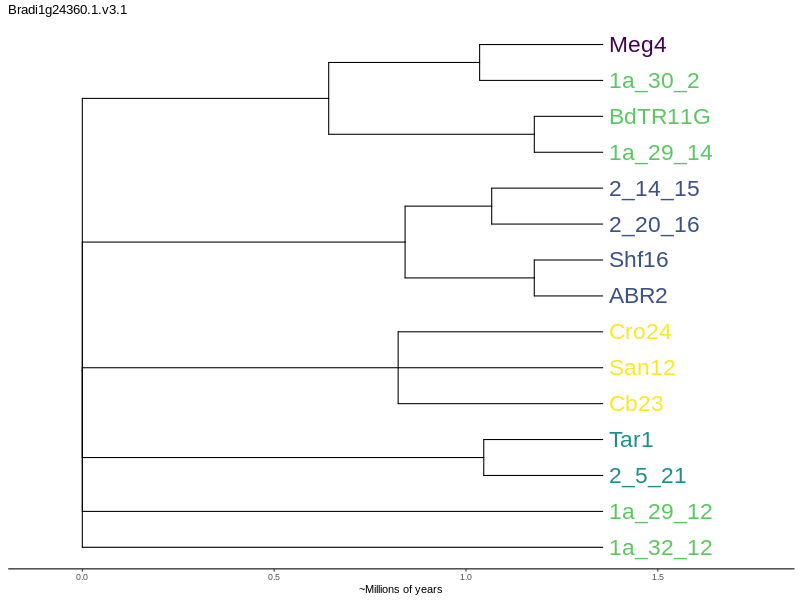 Bradi1g24360.1.v3.1
Meg4
1a_30_2
BdTR11G
1a_29_14
2_14_15
2_20_16
Shf16
ABR2
Cro24
San12
Cb23
Tar1
2_5_21
1a_29_12
1a_32_12
0.0 0.5 1.0 1.5
~Millions of years